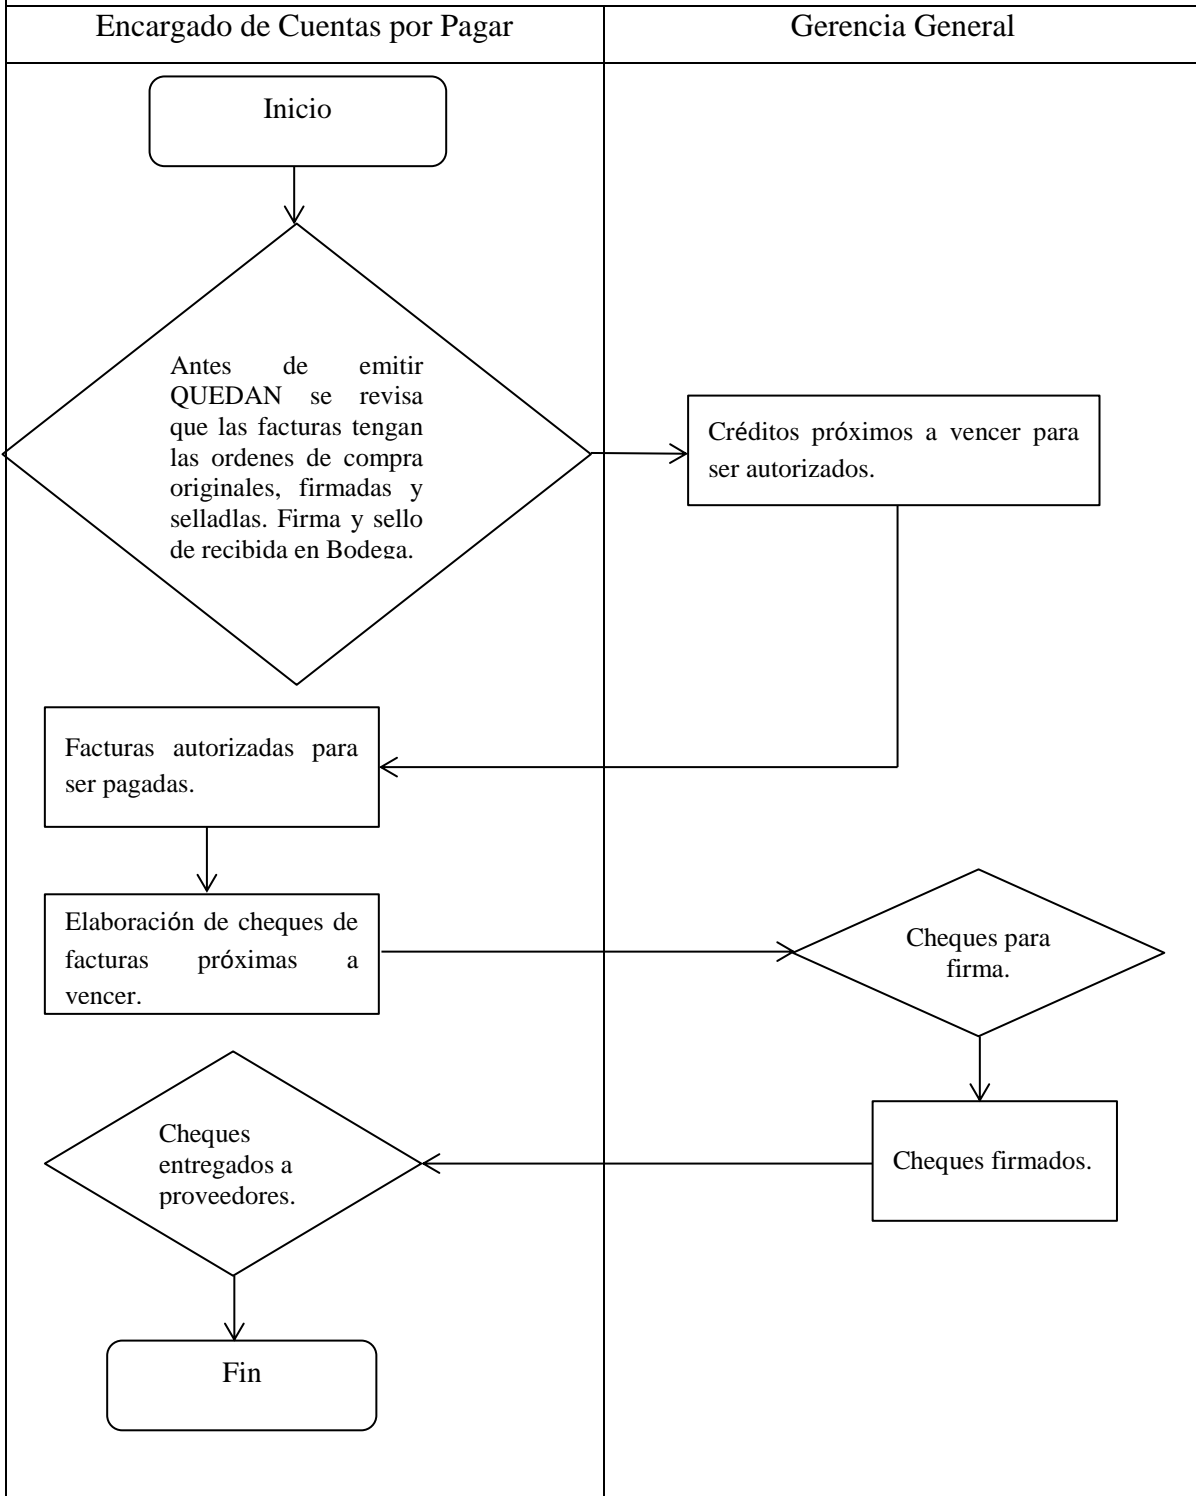 Encargado de Cuentas por Pagar
Gerencia General
Inicio
Antes de emitir
QUEDAN se revisa
que las facturas tengan
las ordenes de compra
originales, firmadas y
selladlas. Firma y sello
de recibida en Bodega.
Créditos próximos a vencer para
ser autorizados.
Facturas autorizadas para
ser pagadas.
Elaboración de cheques de
facturas próximas a
vencer.
Cheques para
firma.
Cheques
entregados a
proveedores.
Cheques firmados.
Fin